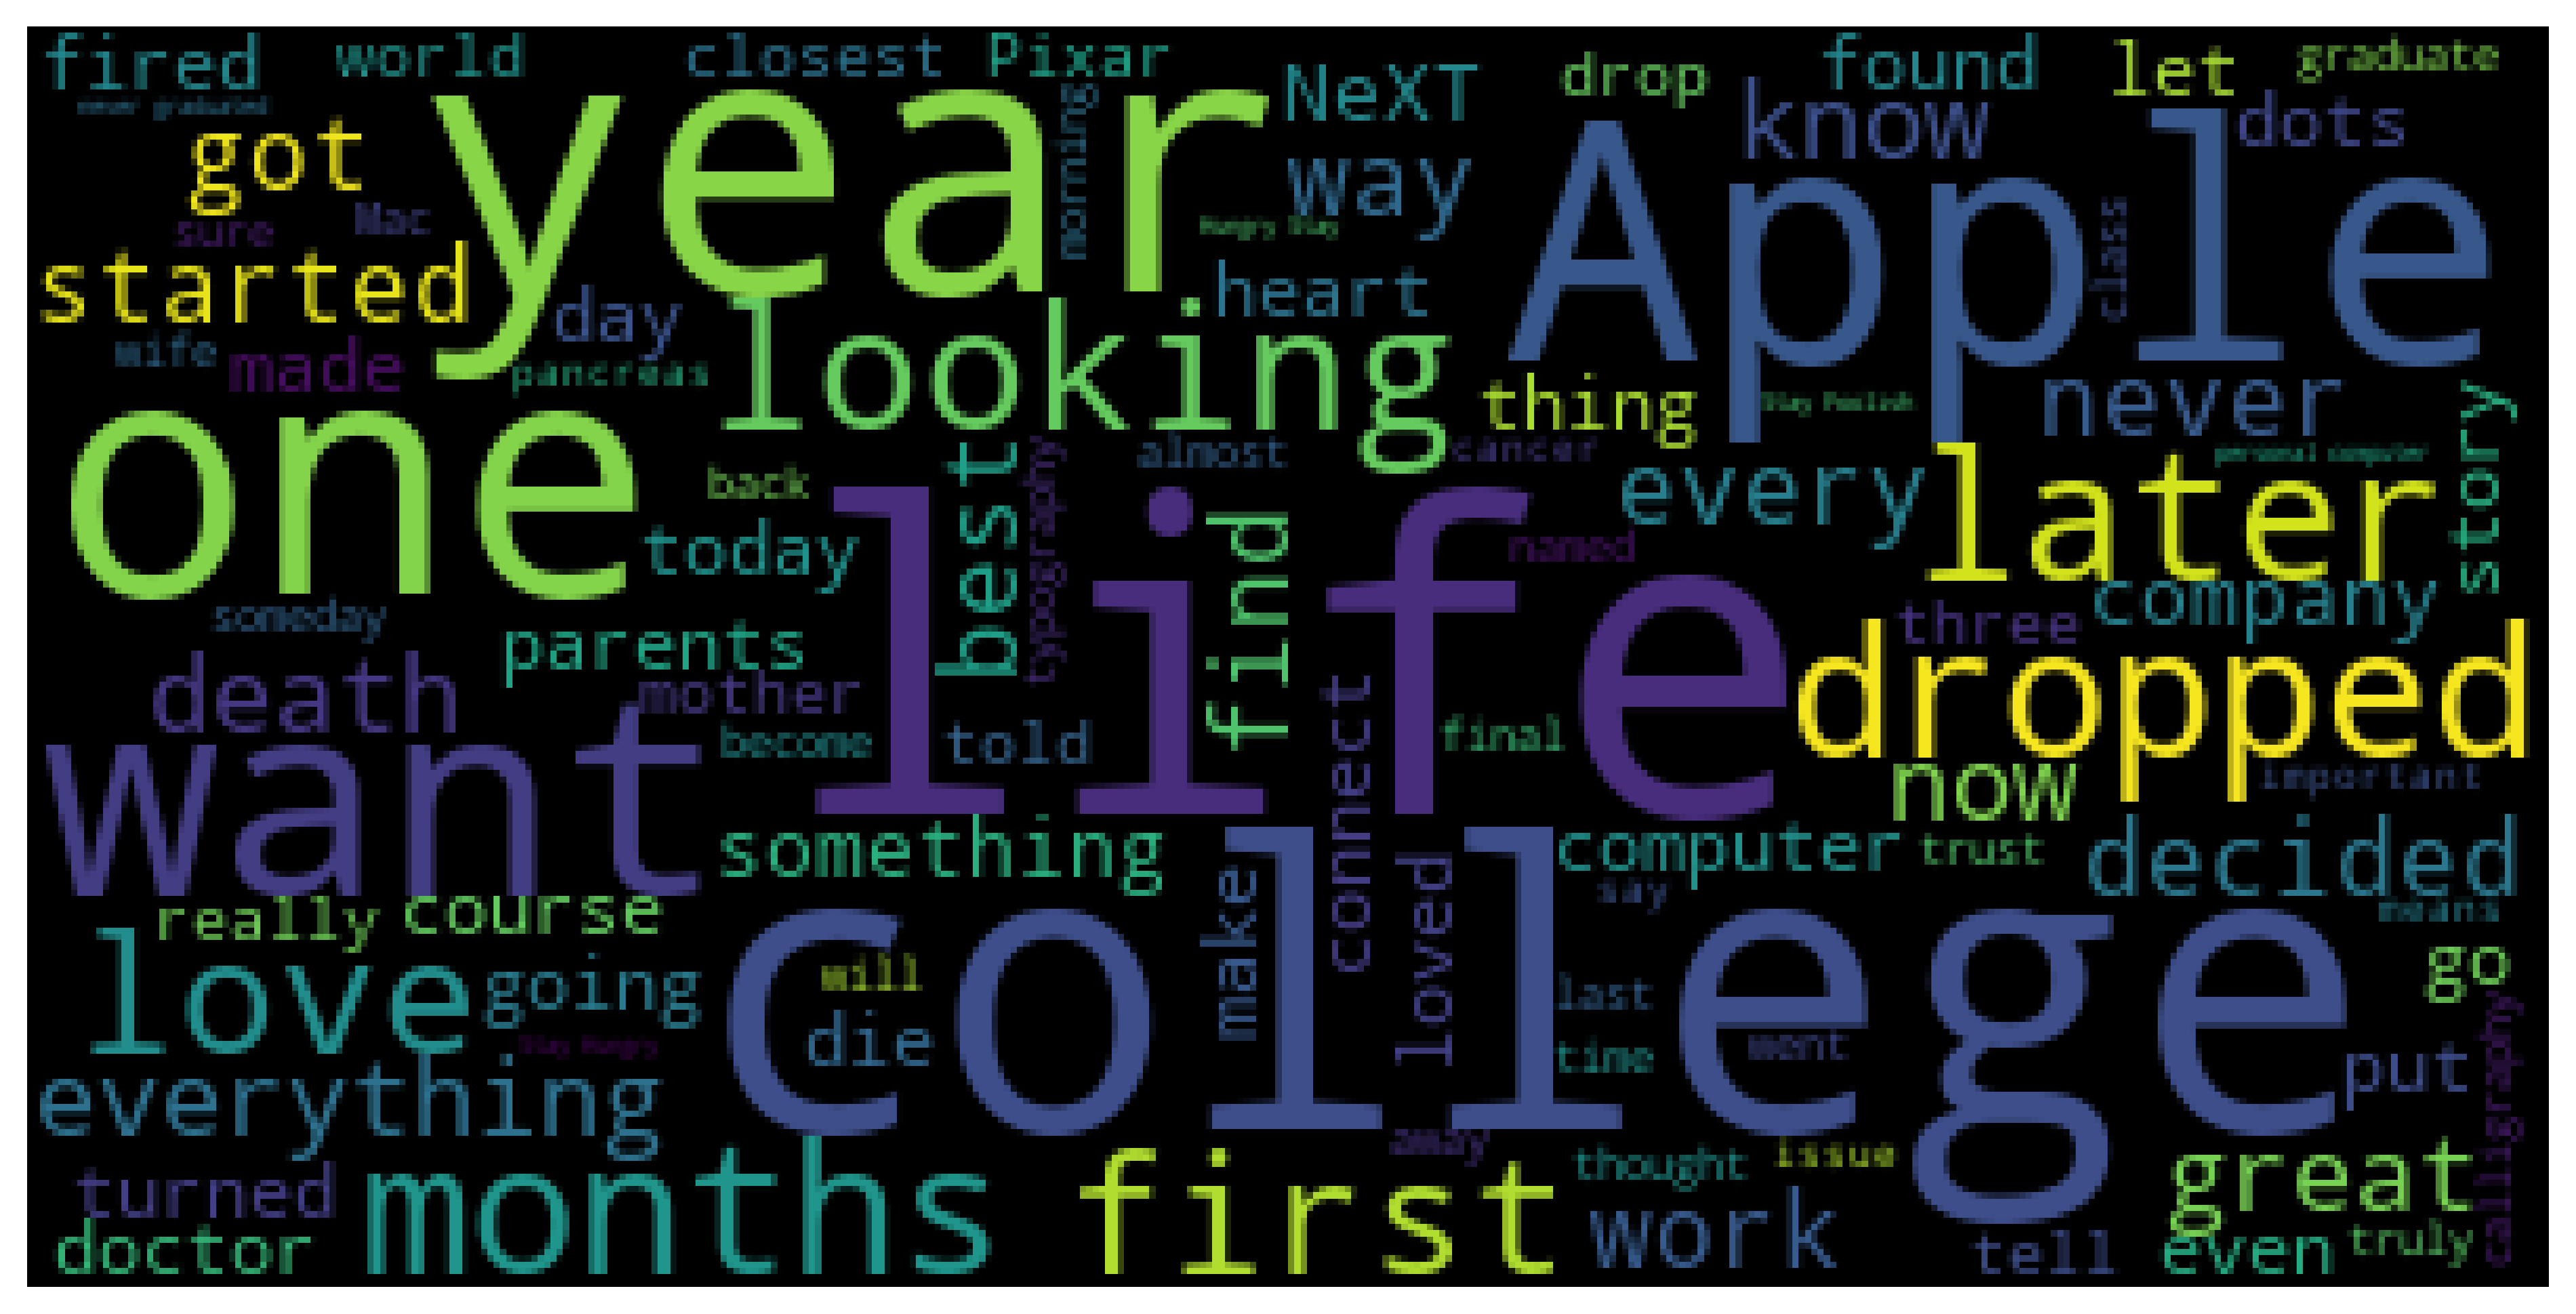 fired
world
closest
Pixar
NeXT
drop
found
let
graduate
never graduated
year
morning
Apple
know
dots
got
way
sure
Mac
Hungry Stay
class
started
day
looking
heart
wife
made
pancreas
thing
Stay Foolish
never
story
one
back
best
typography
almost
cancer
every
later
personal computer
today
life
find
named
someday
parents
three
company
death
mother
dropped
want
become
told
connect
final
now
important
something
computer
trust
decided
really
course
make
loved
say
means
love
going
will
college
last
go
calligraphy
Stay Hungry
die
time
went
put
everything
away
turned
months
first
thought
issue
great
doctor
work
tell
even
truly